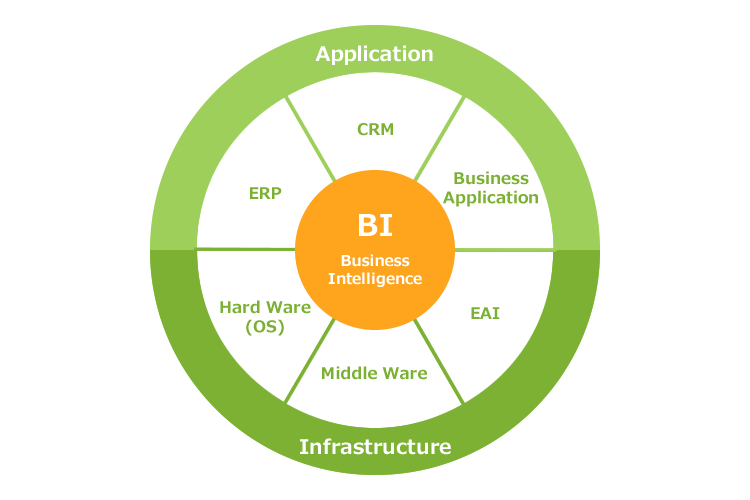 Application
CRM
Business
Application
ERP
BI
Business
Intelligence
Hard Ware
(OS)
EAI
Middle Ware
Infrastructure